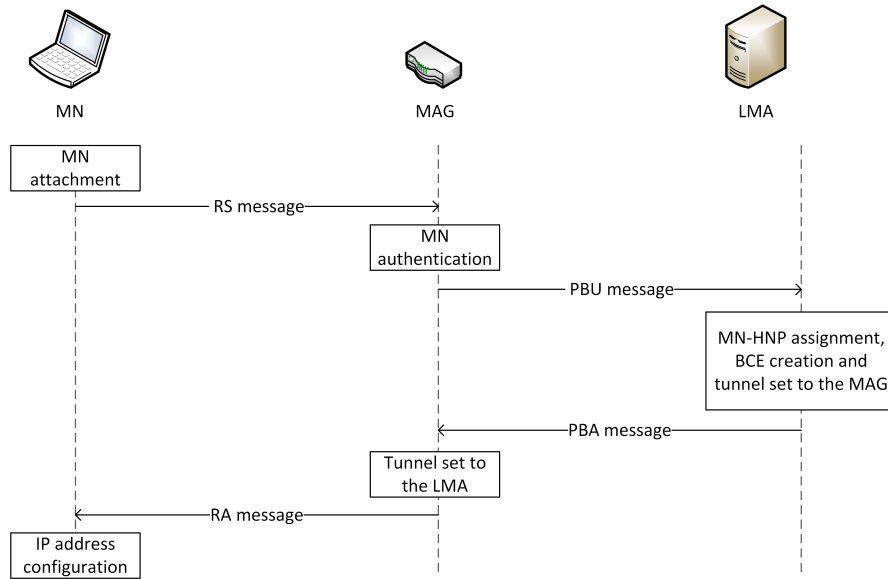 MN
MAG
LMA
MN
attachment
RS message
MN
authentication
PBU message
MN-HNP assignment,
BCE creation and
tunnel set to the MAG
PBA message
Tunnel set to
the LMA
RA message
IP address
configuration